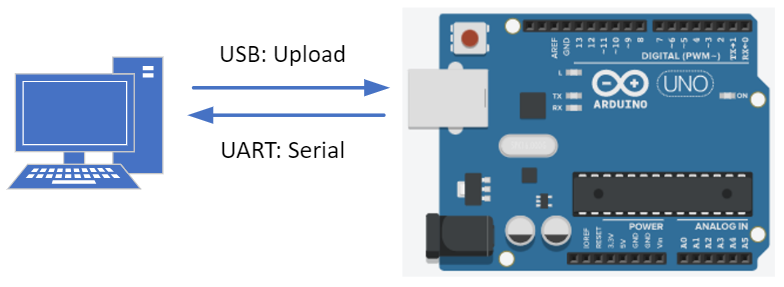 USB: Upload
UART: Serial
AREF
GND
13
12
~11
~10
~9
8
7
~6
~5
4
~3
2
TX→1
RX←0
DIGITAL (PWM~)
L
TX
RX
ARDUINO
UNO
ON
POWER
ANALOG IN
IOREF
RESET
3.3V
5V
GND
GND
Vin
A0
A1
A2
A3
A4
A5